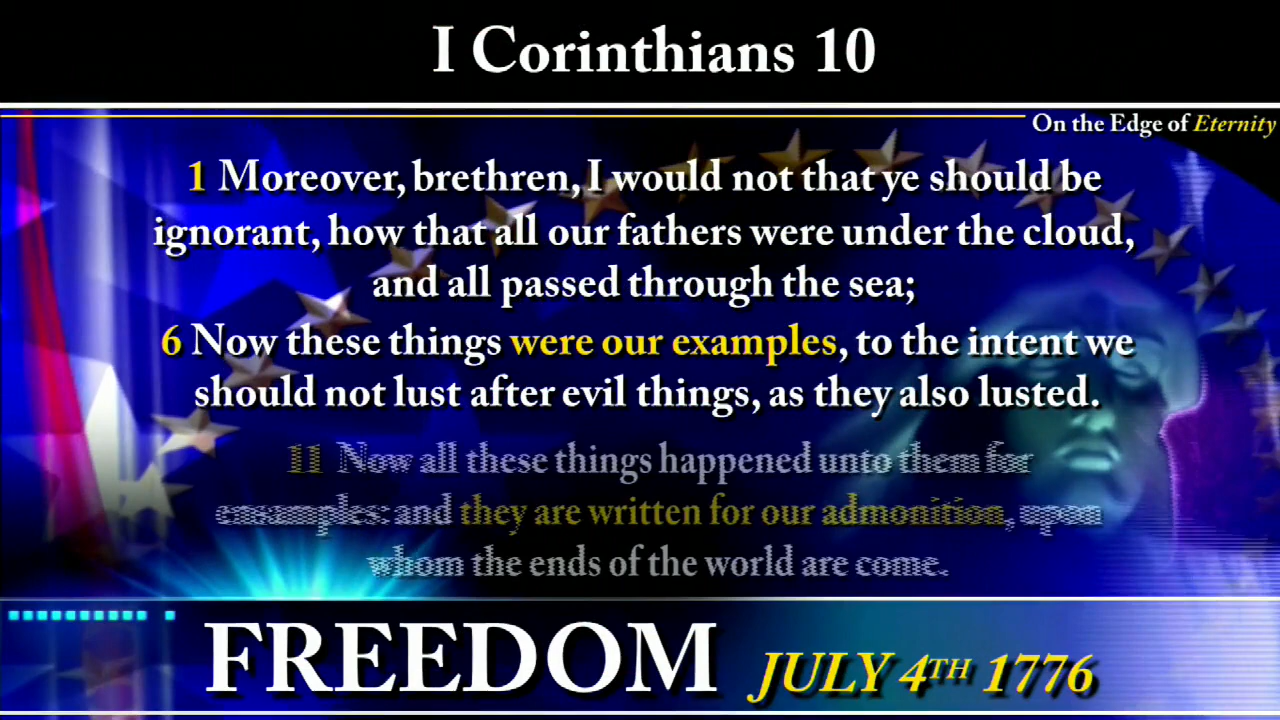 I Corinthians 10
On the Edge of Eternity
1 Moreover, brethren, I would not that ye should be
ignorant, how that all our fathers were under the cloud,
and all passed through the sea;
6 Now these things were our examples, to the intent we
should not lust after evil things, as they also lusted.
11 Now all these things happened unto them for
ensamples: and they are written for our admonition, upon
whom the ends of the world are come.
FREEDOM JULY 4TH 1776